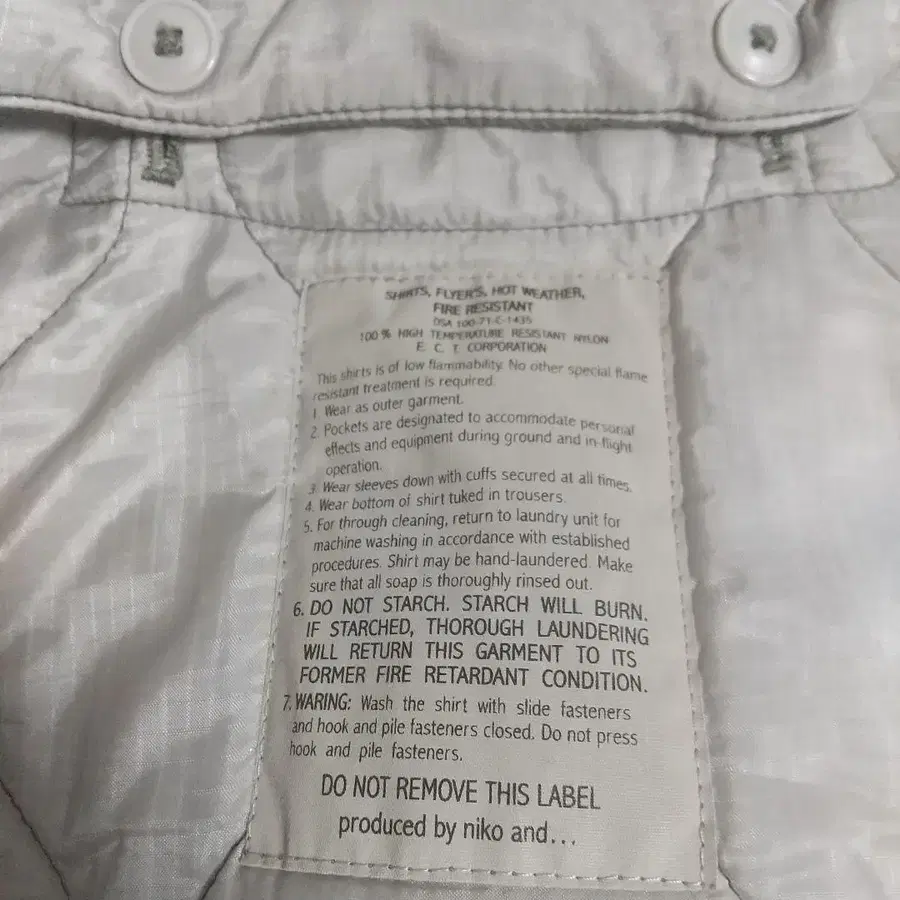 SHIRTS, FLYER'S, HOT WEATHER,
FIRE RESISTANT
DSA 100-71-C-1435
100 % HIGH TEMPERATURE RESISTANT NYLON
E. C. T. CORPORATION
This shirts is of low flammability. No other special flame
resistant treatment is required.
1. Wear as outer garment.
2. Pockets are designated to accommodate personal
effects and equipment during ground and in-flight
operation.
3. Wear sleeves down with cuffs secured at all times.
4. Wear bottom of shirt tuked in trousers.
5. For through cleaning, return to laundry unit for
machine washing in accordance with established
procedures. Shirt may be hand-laundered. Make
sure that all soap is thoroughly rinsed out.
6. DO NOT STARCH. STARCH WILL BURN.
IF STARCHED, THOROUGH LAUNDERING
WILL RETURN THIS GARMENT TO ITS
FORMER FIRE RETARDANT CONDITION.
7. WARING: Wash the shirt with slide fasteners
and hook and pile fasteners closed. Do not press
hook and pile fasteners.
DO NOT REMOVE THIS LABEL
produced by niko and...